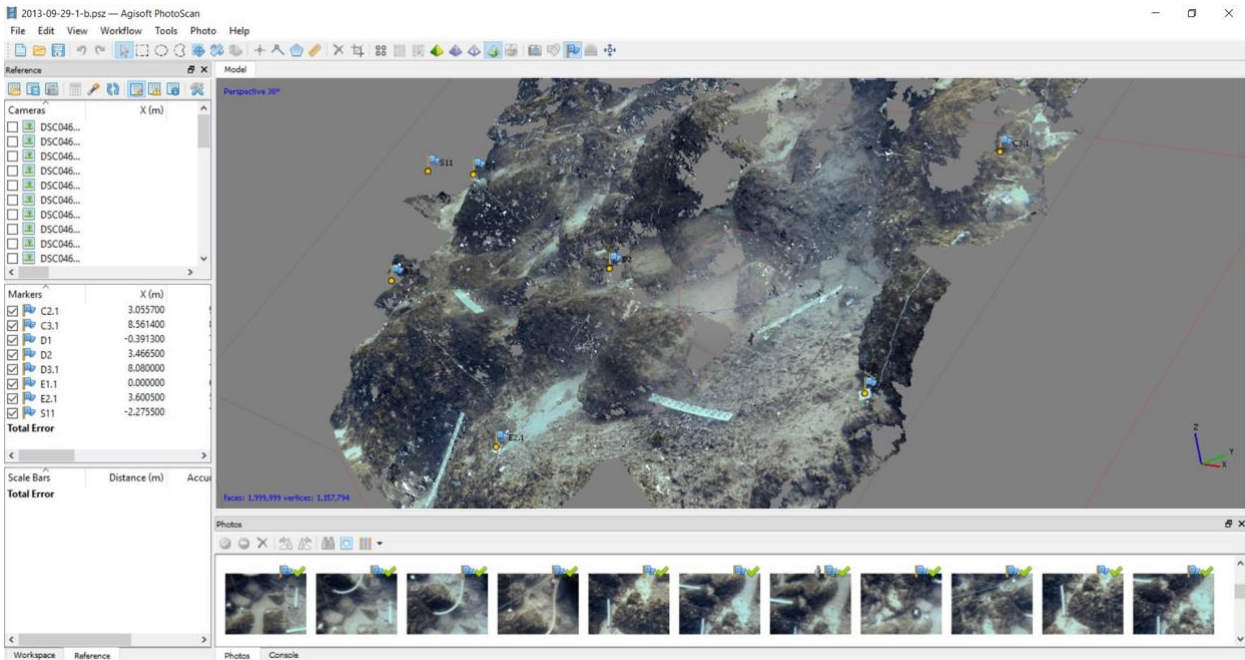 2013-09-29-1-b.psz — Agisoft PhotoScan
File Edit View Workflow Tools Photo Help
Reference
Model
Perspective 30°
Cameras X (m)
DSC046...
DSC046...
DSC046...
DSC046...
DSC046...
DSC046...
DSC046...
DSC046...
DSC046...
DSC046...
S11
C3.1
E2.1
Markers X (m)
C2.1 3.055700
C3.1 8.561400
D1 -0.391300
D2 3.466500
D3.1 8.080000
E1.1 0.000000
E2.1 3.600500
S11 -2.275500
Total Error
Scale Bars Distance (m) Accu
Total Error
Z
Y
X
faces: 1,999,999 vertices: 1,157,794
Photos
Workspace Reference
Photos Console